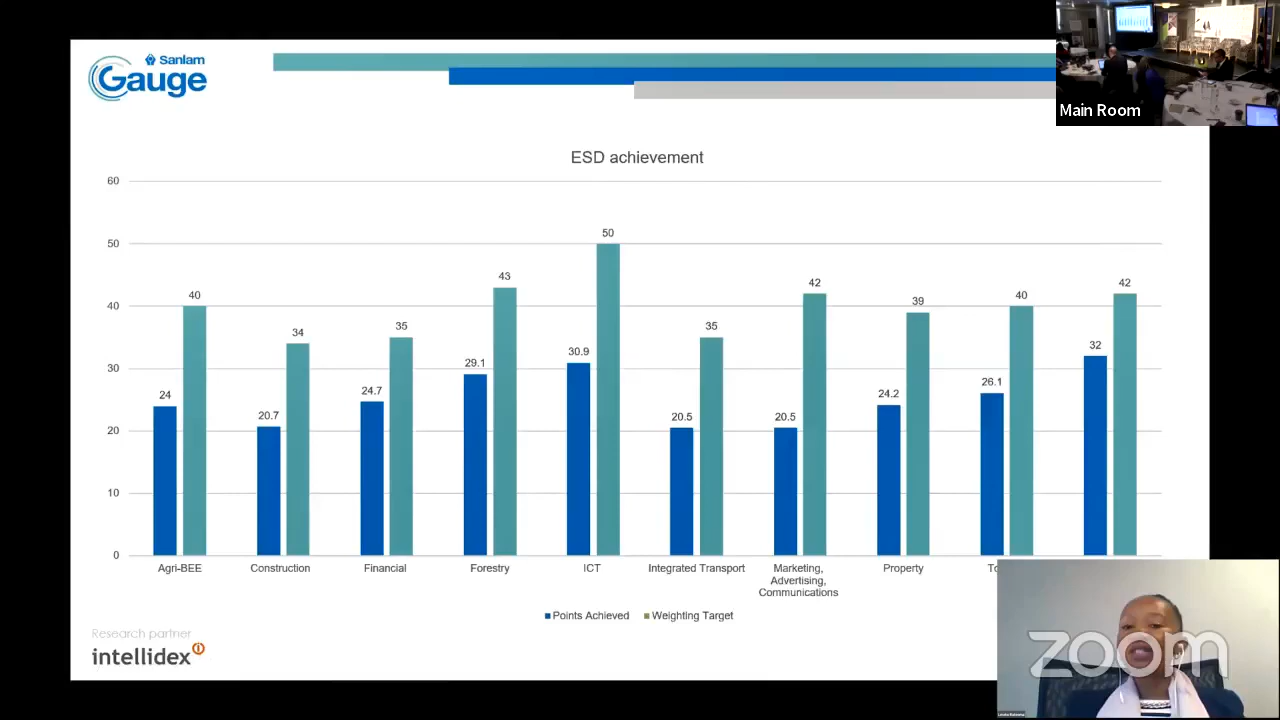 Sanlam
Gauge
Main Room
ESD achievement
60
50
40
30
20
10
0
24
40
20.7
34
24.7
35
29.1
43
30.9
50
20.5
35
20.5
42
24.2
39
26.1
40
32
42
Agri-BEE
Construction
Financial
Forestry
ICT
Integrated Transport
Marketing,
Advertising,
Communications
Property
Points Achieved
Weighting Target
Research partner
intellidex
zoom